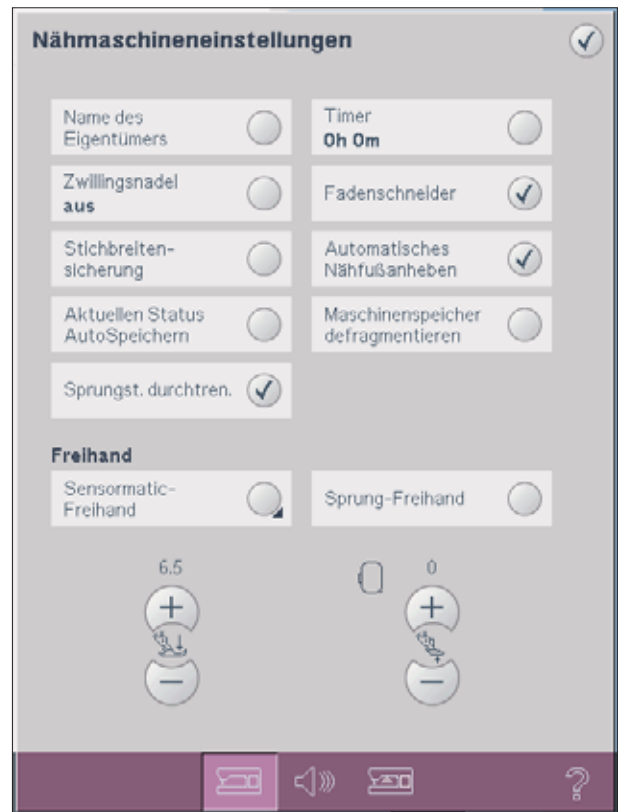 Nähmaschineneinstellungen
Name des
Eigentümers
Timer
0h 0m
Zwillingsnadel
aus
Fadenschneider
Stichbreiten-
sicherung
Automatisches
Nähfußanheben
Aktuellen Status
AutoSpeichern
Maschinenspeicher
defragmentieren
Sprungst. durchtren.
Freihand
Sensormatic-
Freihand
Sprung-Freihand
6.5
0
+
+
−
−
?